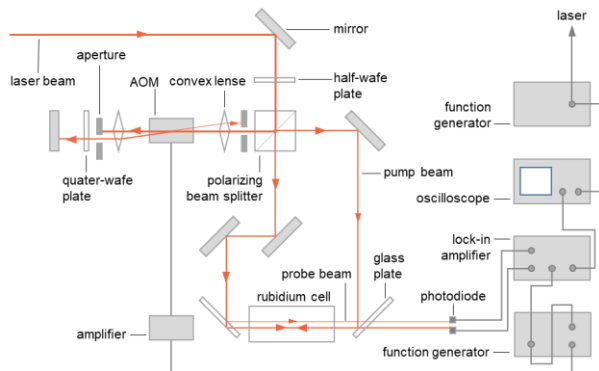 mirror
laser
laser beam
aperture
AOM
convex lense
half-wafe
plate
function
generator
quater-wafe
plate
polarizing
beam splitter
pump beam
oscilloscope
lock-in
amplifier
glass
plate
probe beam
rubidium cell
photodiode
amplifier
function generator